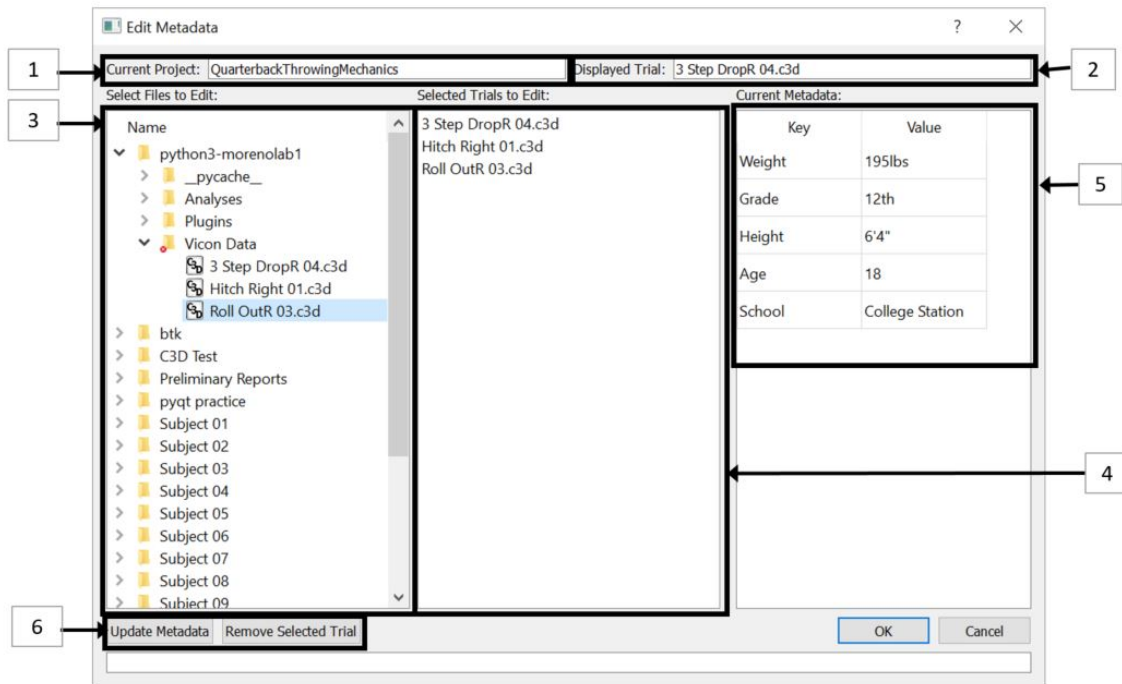 Edit Metadata
?
1
Current Project: QuarterbackThrowingMechanics
Displayed Trial: 3 Step DropR 04.c3d
2
3
Select Files to Edit:
Name
python3-morenolab1
__pycache__
Analyses
Plugins
Vicon Data
3 Step DropR 04.c3d
Hitch Right 01.c3d
Roll OutR 03.c3d
btk
C3D Test
Preliminary Reports
pyqt practice
Subject 01
Subject 02
Subject 03
Subject 04
Subject 05
Subject 06
Subject 07
Subject 08
Subject 09
Selected Trials to Edit:
3 Step DropR 04.c3d
Hitch Right 01.c3d
Roll OutR 03.c3d
4
Current Metadata:
Key Value
Weight 195lbs
Grade 12th
Height 6'4"
Age 18
School College Station
5
6
Update Metadata Remove Selected Trial
OK Cancel